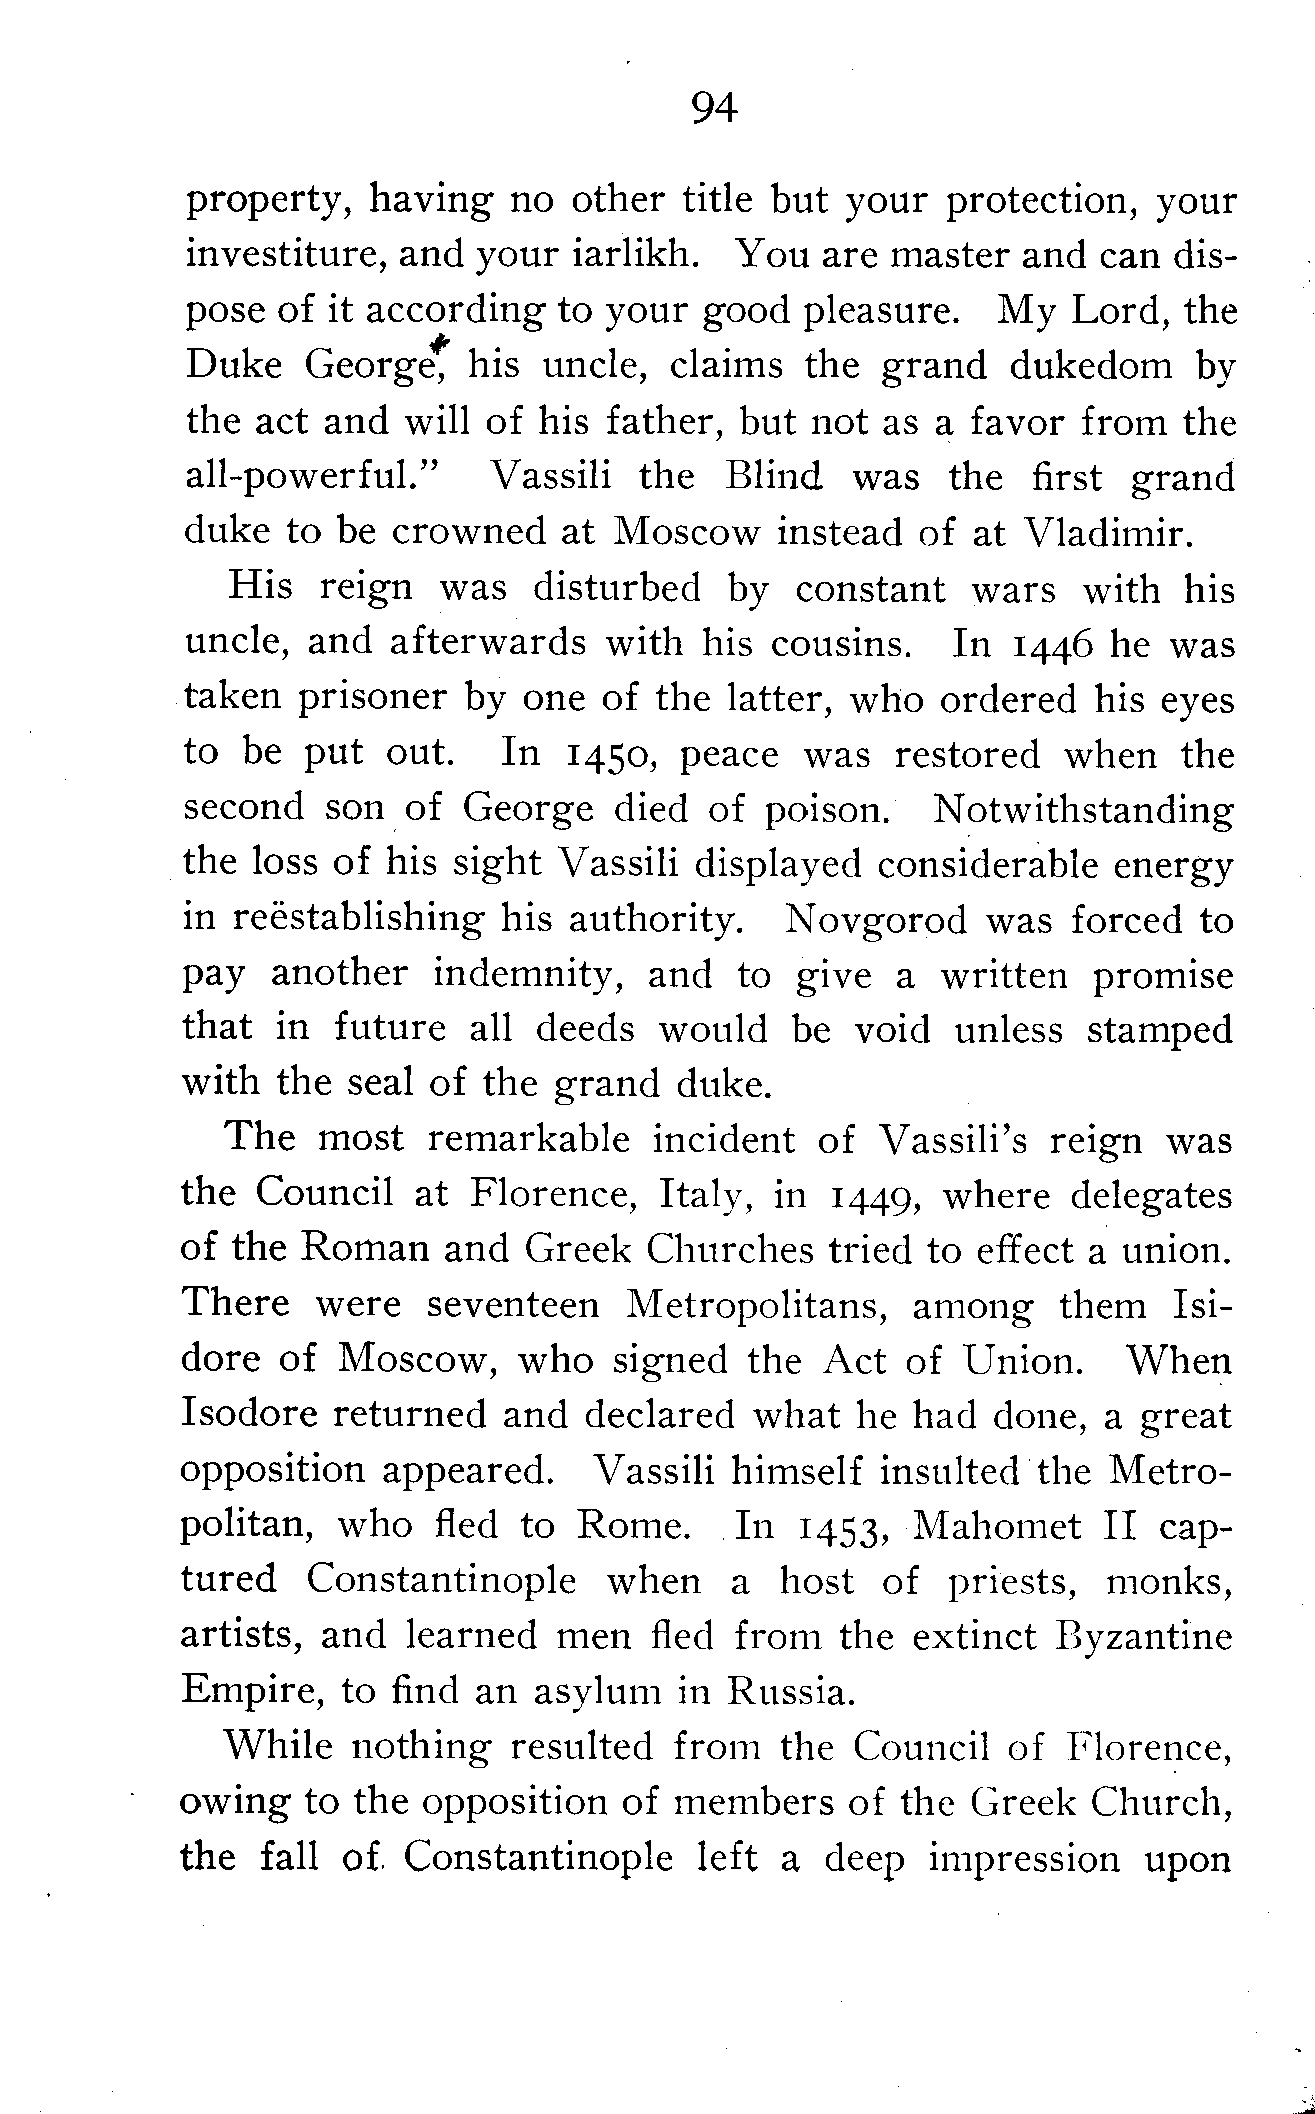 94
property, having no other title but your protection, your
investiture, and your iarlikh. You are master and can dis-
pose of it according to your good pleasure. My Lord, the
Duke George, his uncle, claims the grand dukedom by
the act and will of his father, but not as a favor from the
all-powerful.” Vassili the Blind was the first grand
duke to be crowned at Moscow instead of at Vladimir.
His reign was disturbed by constant wars with his
uncle, and afterwards with his cousins. In 1446 he was
taken prisoner by one of the latter, who ordered his eyes
to be put out. In 1450, peace was restored when the
second son of George died of poison. Notwithstanding
the loss of his sight Vassili displayed considerable energy
in reëstablishing his authority. Novgorod was forced to
pay another indemnity, and to give a written promise
that in future all deeds would be void unless stamped
with the seal of the grand duke.
The most remarkable incident of Vassili’s reign was
the Council at Florence, Italy, in 1449, where delegates
of the Roman and Greek Churches tried to effect a union.
There were seventeen Metropolitans, among them Isi-
dore of Moscow, who signed the Act of Union. When
Isodore returned and declared what he had done, a great
opposition appeared. Vassili himself insulted the Metro-
politan, who fled to Rome. In 1453, Mahomet II cap-
tured Constantinople when a host of priests, monks,
artists, and learned men fled from the extinct Byzantine
Empire, to find an asylum in Russia.
While nothing resulted from the Council of Florence,
owing to the opposition of members of the Greek Church,
the fall of Constantinople left a deep impression upon